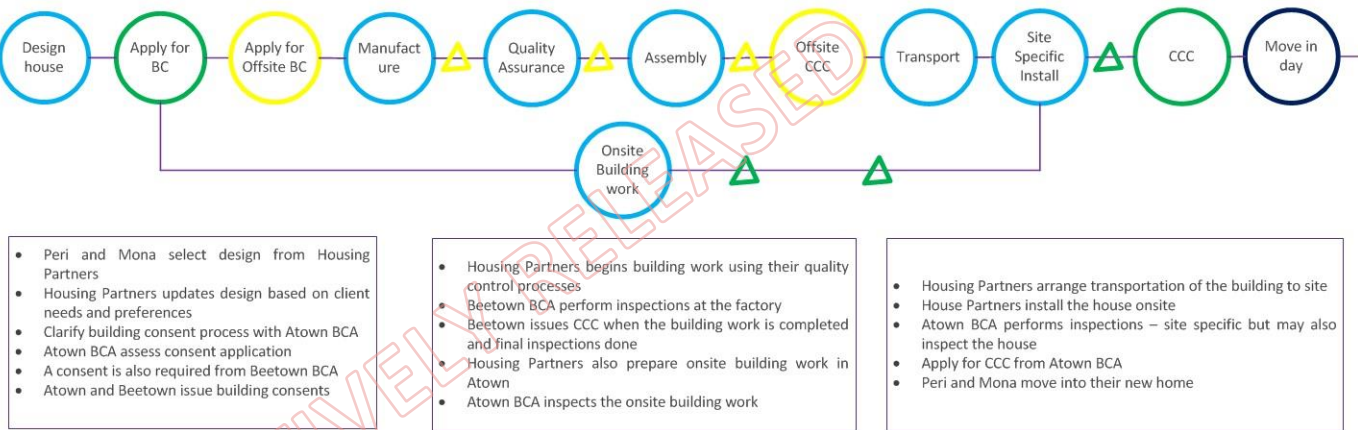 Design
house
Apply for
BC
Apply for
Offsite BC
Manufact
ure
Quality
Assurance
Assembly
Offsite
CCC
Transport
Site
Specific
Install
CCC
Move in
day
Onsite
Building
work
• Peri and Mona select design from Housing
Partners
• Housing Partners updates design based on client
needs and preferences
• Clarify building consent process with Atown BCA
• Atown BCA assess consent application
• A consent is also required from Beetown BCA
• Atown and Beetown issue building consents
• Housing Partners begins building work using their quality
control processes
• Beetown BCA perform inspections at the factory
• Beetown issues CCC when the building work is completed
and final inspections done
• Housing Partners also prepare onsite building work in
Atown
• Atown BCA inspects the onsite building work
• Housing Partners arrange transportation of the building to site
• House Partners install the house onsite
• Atown BCA performs inspections – site specific but may also
inspect the house
• Apply for CCC from Atown BCA
• Peri and Mona move into their new home
IVELY RELEASED